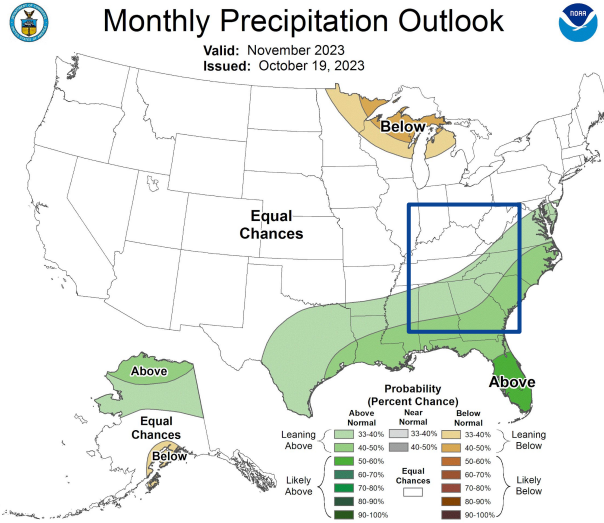 Monthly Precipitation Outlook
NOAA
Valid: November 2023
Issued: October 19, 2023
Below
Equal
Chances
Above
Equal
Chances
Below
Above
Probability
(Percent Chance)
Above Normal
Near Normal
Below Normal
Leaning Above
33-40%
40-50%
33-40%
40-50%
33-40%
40-50%
Leaning Below
Likely Above
50-60%
60-70%
70-80%
80-90%
90-100%
Equal Chances
50-60%
60-70%
70-80%
80-90%
90-100%
Likely Below